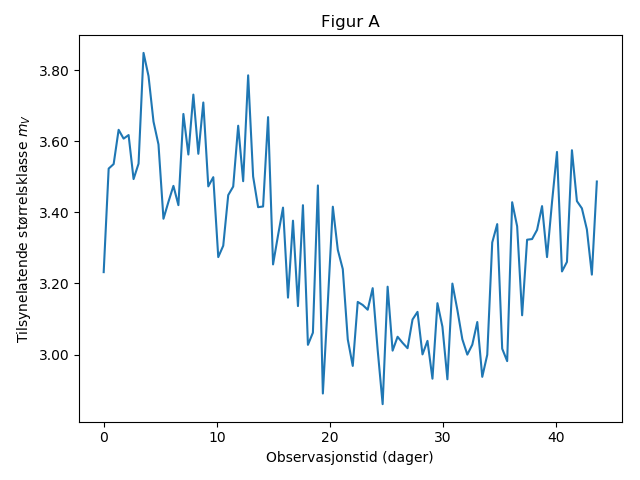 Figur A
Tilsynelatende størrelsklasse $m_V$
3.80
3.60
3.40
3.20
3.00
0 10 20 30 40
Observasjonstid (dager)